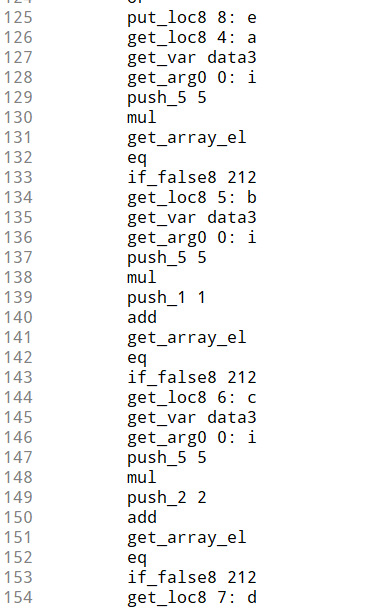 124 or
125 put_loc8 8: e
126 get_loc8 4: a
127 get_var data3
128 get_arg0 0: i
129 push_5 5
130 mul
131 get_array_el
132 eq
133 if_false8 212
134 get_loc8 5: b
135 get_var data3
136 get_arg0 0: i
137 push_5 5
138 mul
139 push_1 1
140 add
141 get_array_el
142 eq
143 if_false8 212
144 get_loc8 6: c
145 get_var data3
146 get_arg0 0: i
147 push_5 5
148 mul
149 push_2 2
150 add
151 get_array_el
152 eq
153 if_false8 212
154 get_loc8 7: d